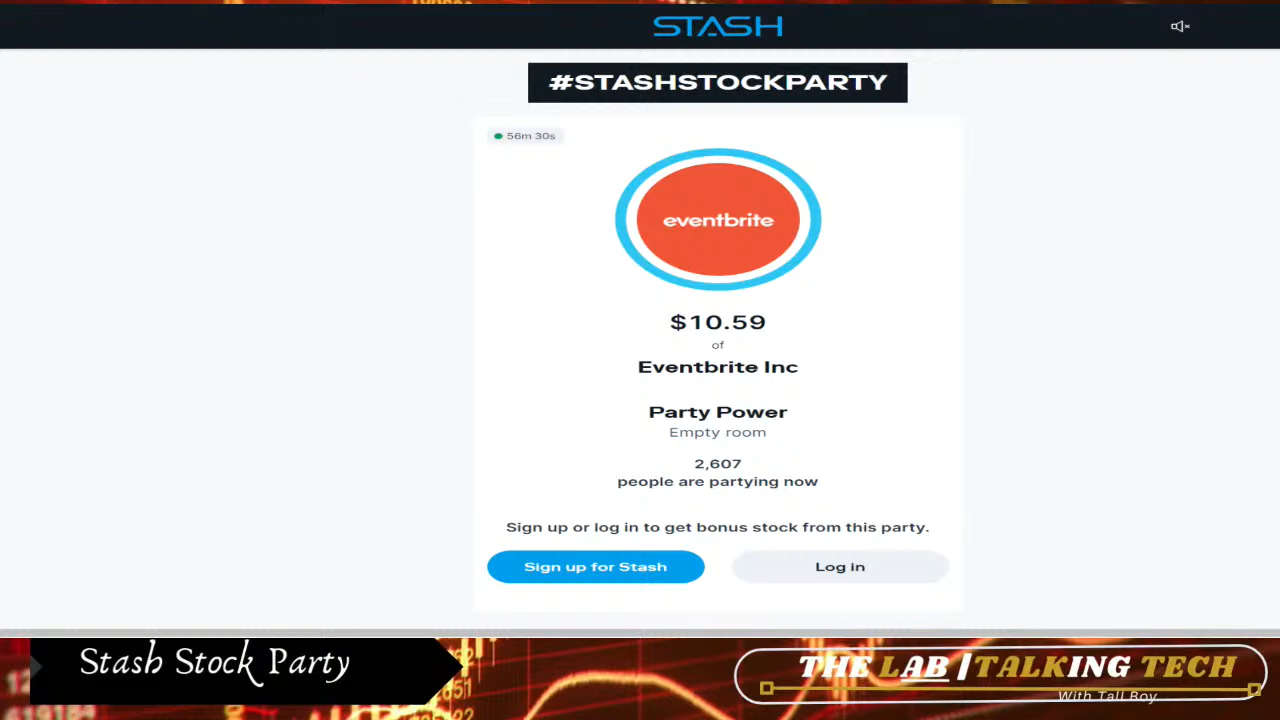 STASH
#STASHSTOCKPARTY
56m 30s
eventbrite
$10.59
of
Eventbrite Inc
Party Power
Empty room
2,607
people are partying now
Sign up or log in to get bonus stock from this party.
Sign up for Stash
Log in
Stash Stock Party
THE LAB | TALKING TECH
With Tall Boy